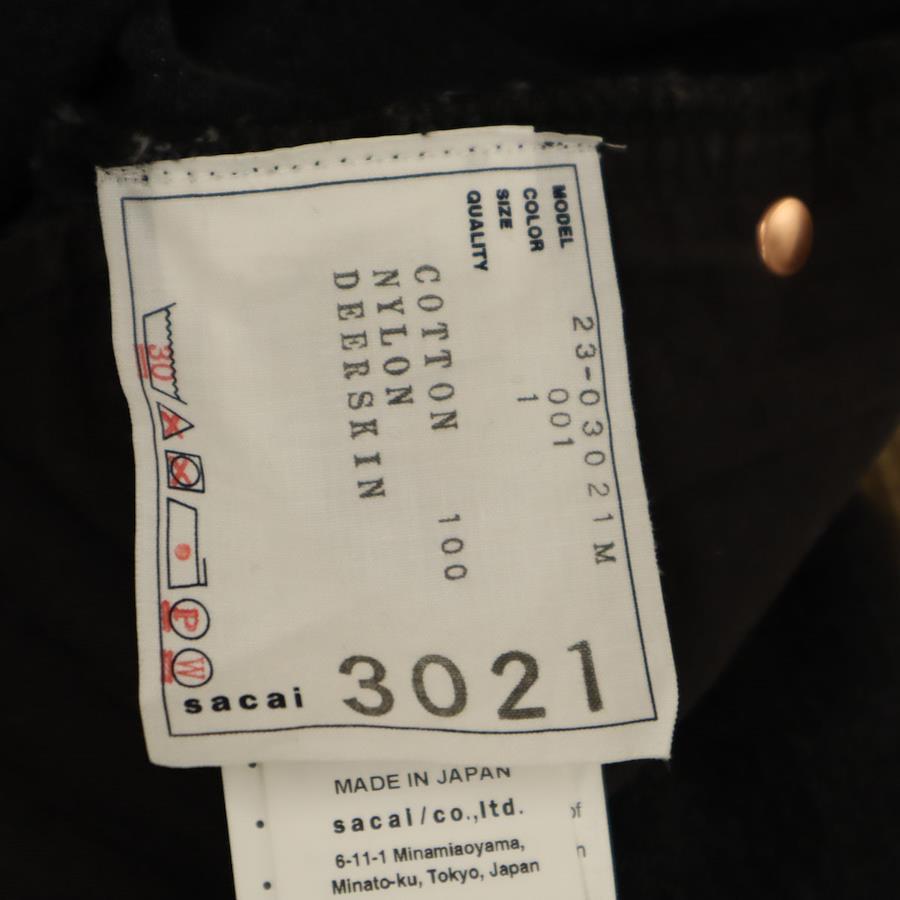 MODEL 23-03021M
COLOR 001
SIZE 1
QUALITY
COTTON 100
NYLON
DEERSKIN
30
P
W
sacai
3021
MADE IN JAPAN
sacai/co.,ltd.
of
6-11-1 Minamiaoyama,
Minato-ku, Tokyo, Japan